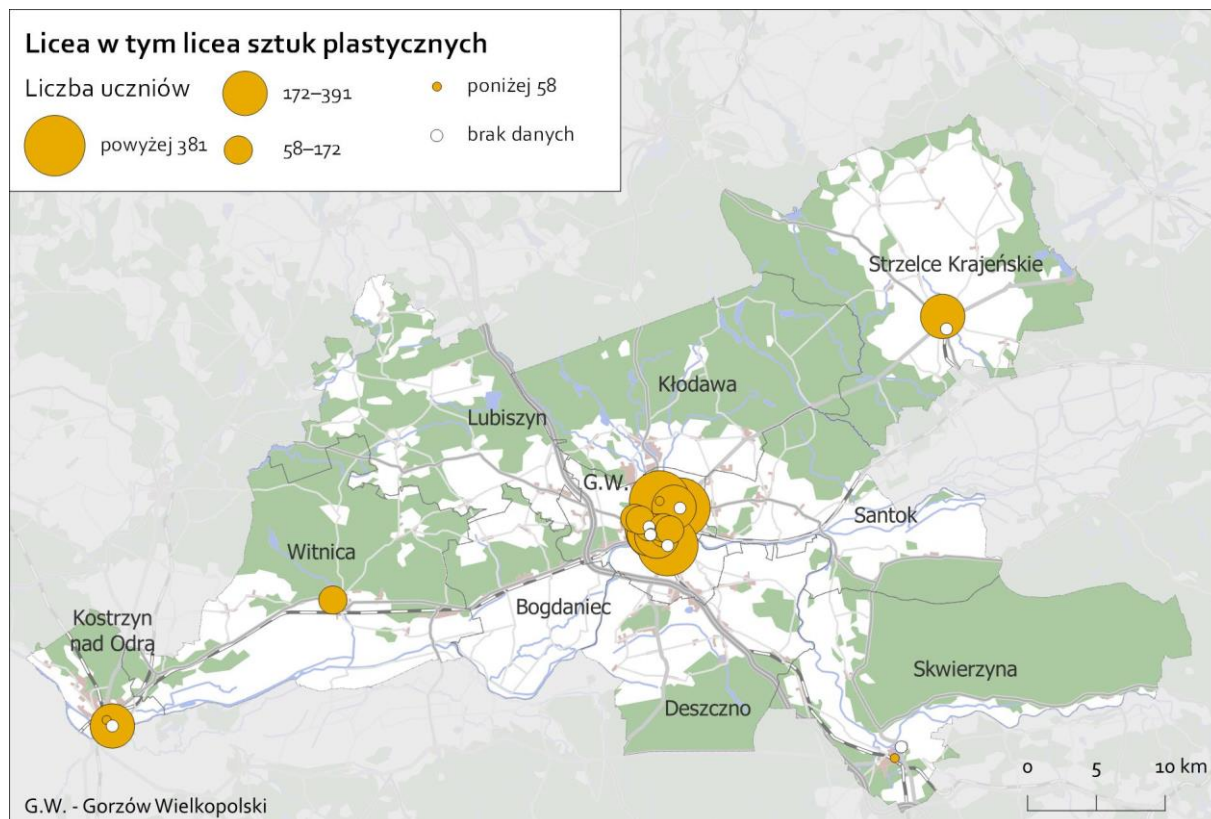 Licea w tym licea sztuk plastycznych
Liczba uczniów
powyżej 381
172–391
58–172
poniżej 58
brak danych
Strzelce Krajeńskie
Kłodawa
Lubiszyn
G.W.
Santok
Witnica
Bogdaniec
Kostrzyn
nad Odrą
Skwierzyna
Deszczno
0 5 10 km
G.W. - Gorzów Wielkopolski